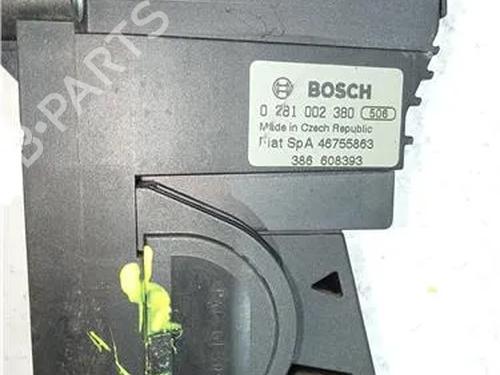 BOSCH
0 281 002 380 506
Made in Czech Republic
Fiat SpA 46755863
386 608393
B-PARTS